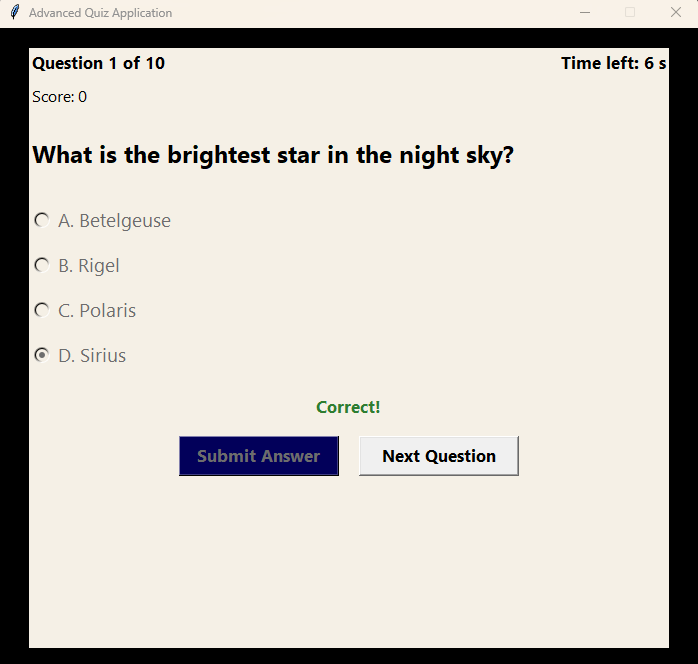 Advanced Quiz Application
Question 1 of 10 Time left: 6 s
Score: 0
What is the brightest star in the night sky?
A. Betelgeuse
B. Rigel
C. Polaris
D. Sirius
Correct!
Submit Answer Next Question